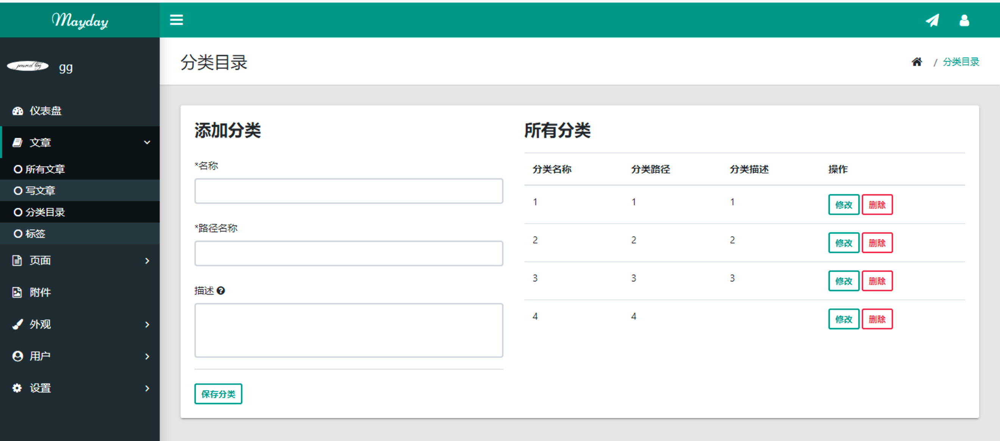 Mayday
personal blog
gg
仪表盘
文章
所有文章
写文章
分类目录
标签
页面
附件
外观
用户
设置
分类目录
/ 分类目录
添加分类
*名称
*路径名称
描述
保存分类
所有分类
分类名称 分类路径 分类描述 操作
1 1 1 修改 删除
2 2 2 修改 删除
3 3 3 修改 删除
4 4 修改 删除